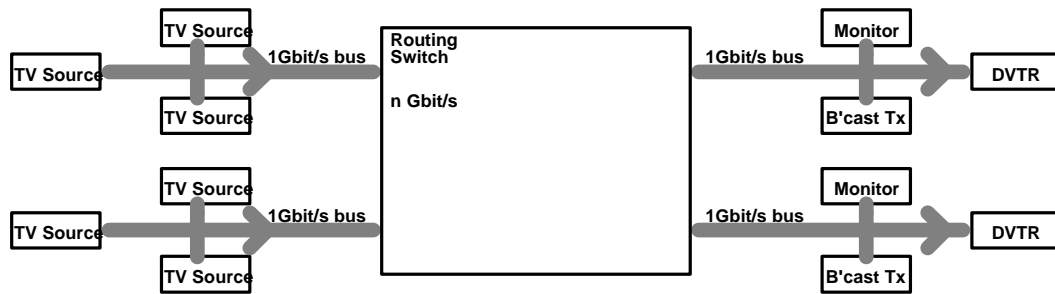 TV Source
TV Source
TV Source
1Gbit/s bus
Routing
Switch
n Gbit/s
1Gbit/s bus
Monitor
B'cast Tx
DVTR
TV Source
TV Source
TV Source
1Gbit/s bus
1Gbit/s bus
Monitor
B'cast Tx
DVTR